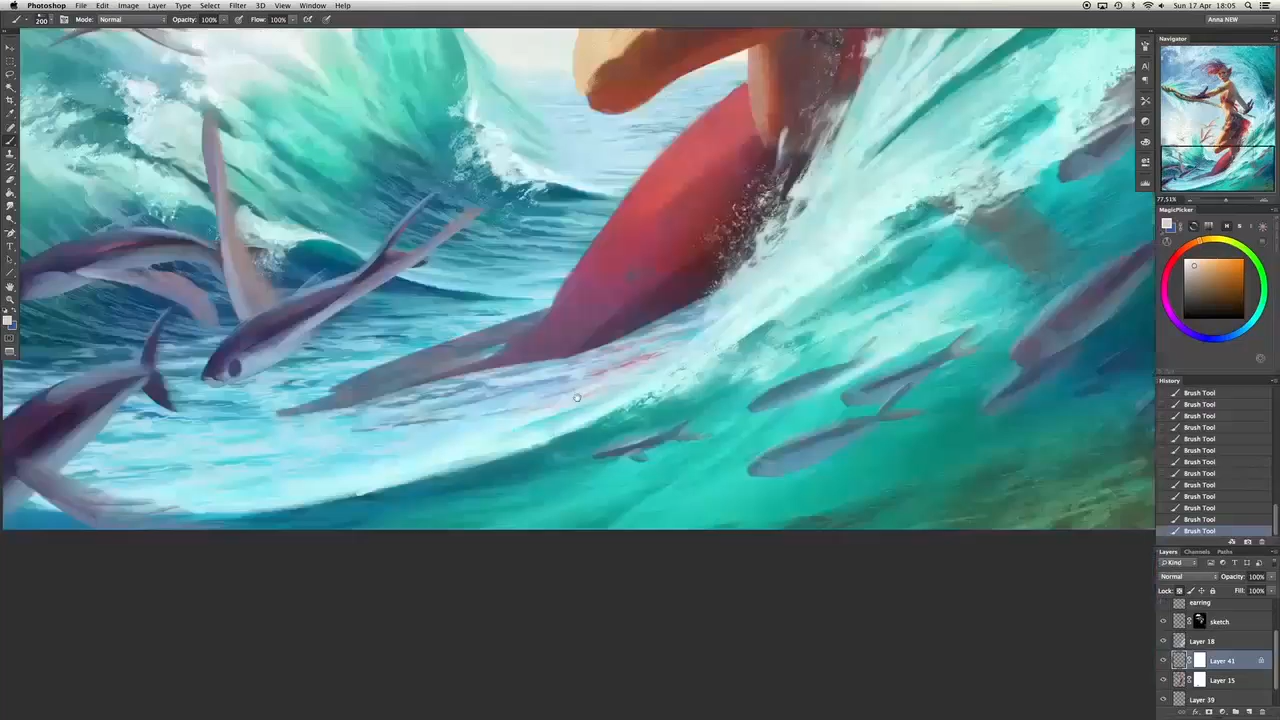 Photoshop File Edit Image Layer Type Select Filter 3D View Window Help
Sun 17 Apr 18:05
200 Mode: Normal Opacity: 100% Flow: 100%
Anna NEW
Navigator
77,51%
MagicPicker
H S
History
Brush Tool
Brush Tool
Brush Tool
Brush Tool
Brush Tool
Brush Tool
Brush Tool
Brush Tool
Brush Tool
Brush Tool
Brush Tool
Brush Tool
Brush Tool
Layers Channels Paths
Kind
Normal Opacity: 100%
Lock: Fill: 100%
earring
sketch
Layer 18
Layer 41
Layer 15
Layer 39